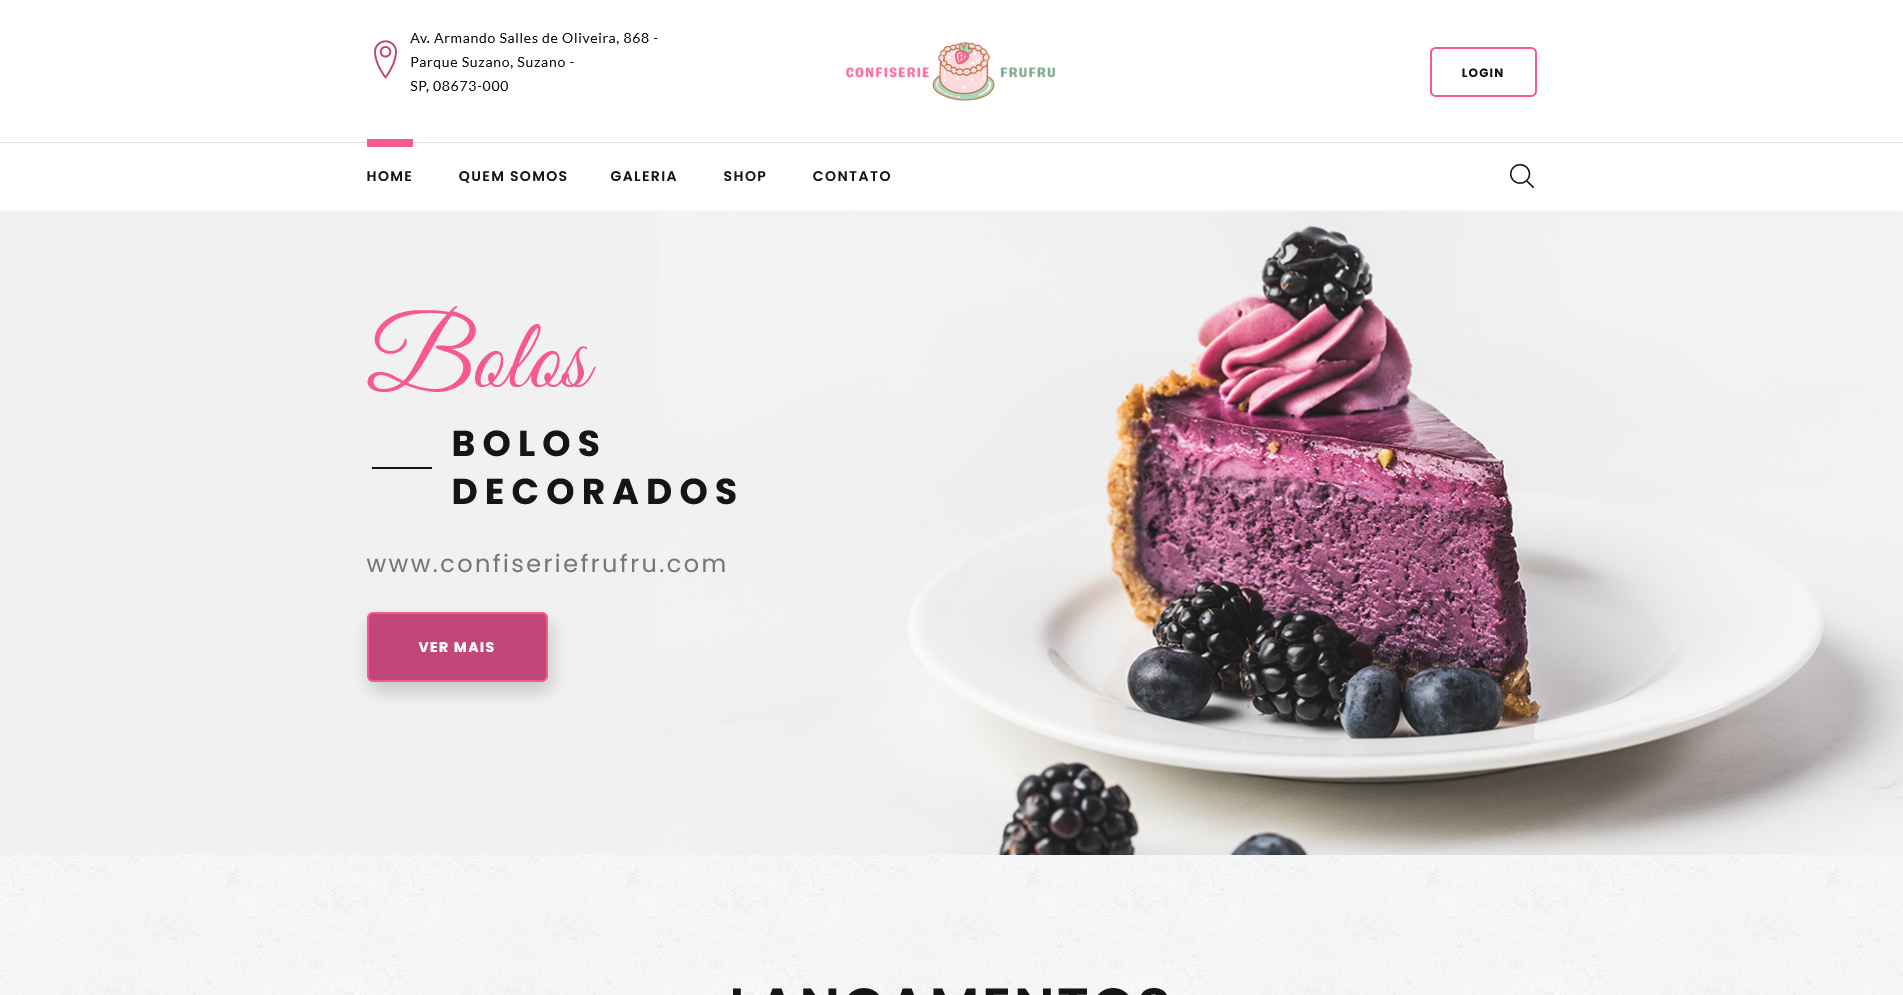 Av. Armando Salles de Oliveira, 868 -
Parque Suzano, Suzano -
SP, 08673-000
CONFISERIE FRUFRU
LOGIN
HOME QUEM SOMOS GALERIA SHOP CONTATO
Bolos
BOLOS
DECORADOS
www.confiseriefrufru.com
VER MAIS